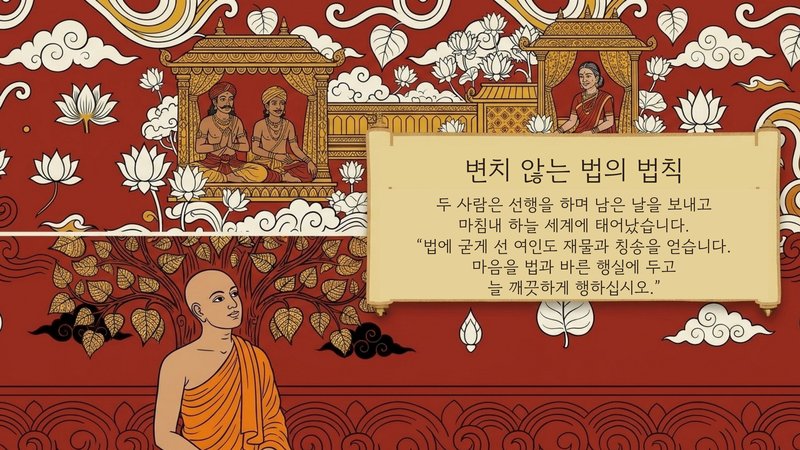 변치 않는 법의 법칙
두 사람은 선행을 하며 남은 날을 보내고
마침내 하늘 세계에 태어났습니다.
“법에 굳게 선 여인도 재물과 칭송을 얻습니다.
마음을 법과 바른 행실에 두고
늘 깨끗하게 행하십시오.”